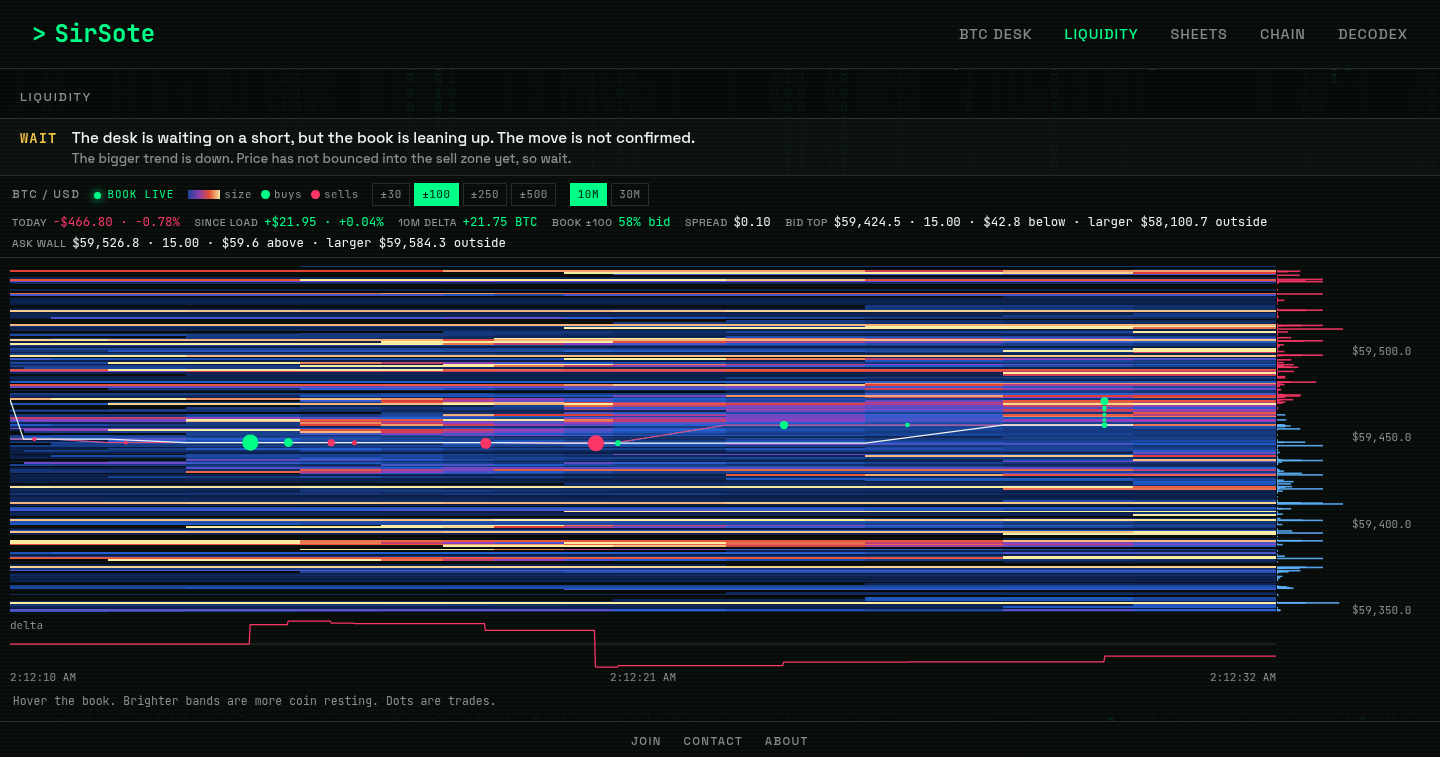 > SirSote
BTC DESK LIQUIDITY SHEETS CHAIN DECODEX
LIQUIDITY
WAIT The desk is waiting on a short, but the book is leaning up. The move is not confirmed.
The bigger trend is down. Price has not bounced into the sell zone yet, so wait.
BTC / USD BOOK LIVE size buys sells ±30 ±100 ±250 ±500 10M 30M
TODAY -$466.80 · -0.78% SINCE LOAD +$21.95 · +0.04% 10M DELTA +21.75 BTC BOOK ±100 58% bid SPREAD $0.10 BID TOP $59,424.5 · 15.00 · $42.8 below · larger $58,100.7 outside
ASK WALL $59,526.8 · 15.00 · $59.6 above · larger $59,584.3 outside
$59,500.0
$59,450.0
$59,400.0
$59,350.0
delta
2:12:10 AM 2:12:21 AM 2:12:32 AM
Hover the book. Brighter bands are more coin resting. Dots are trades.
JOIN CONTACT ABOUT